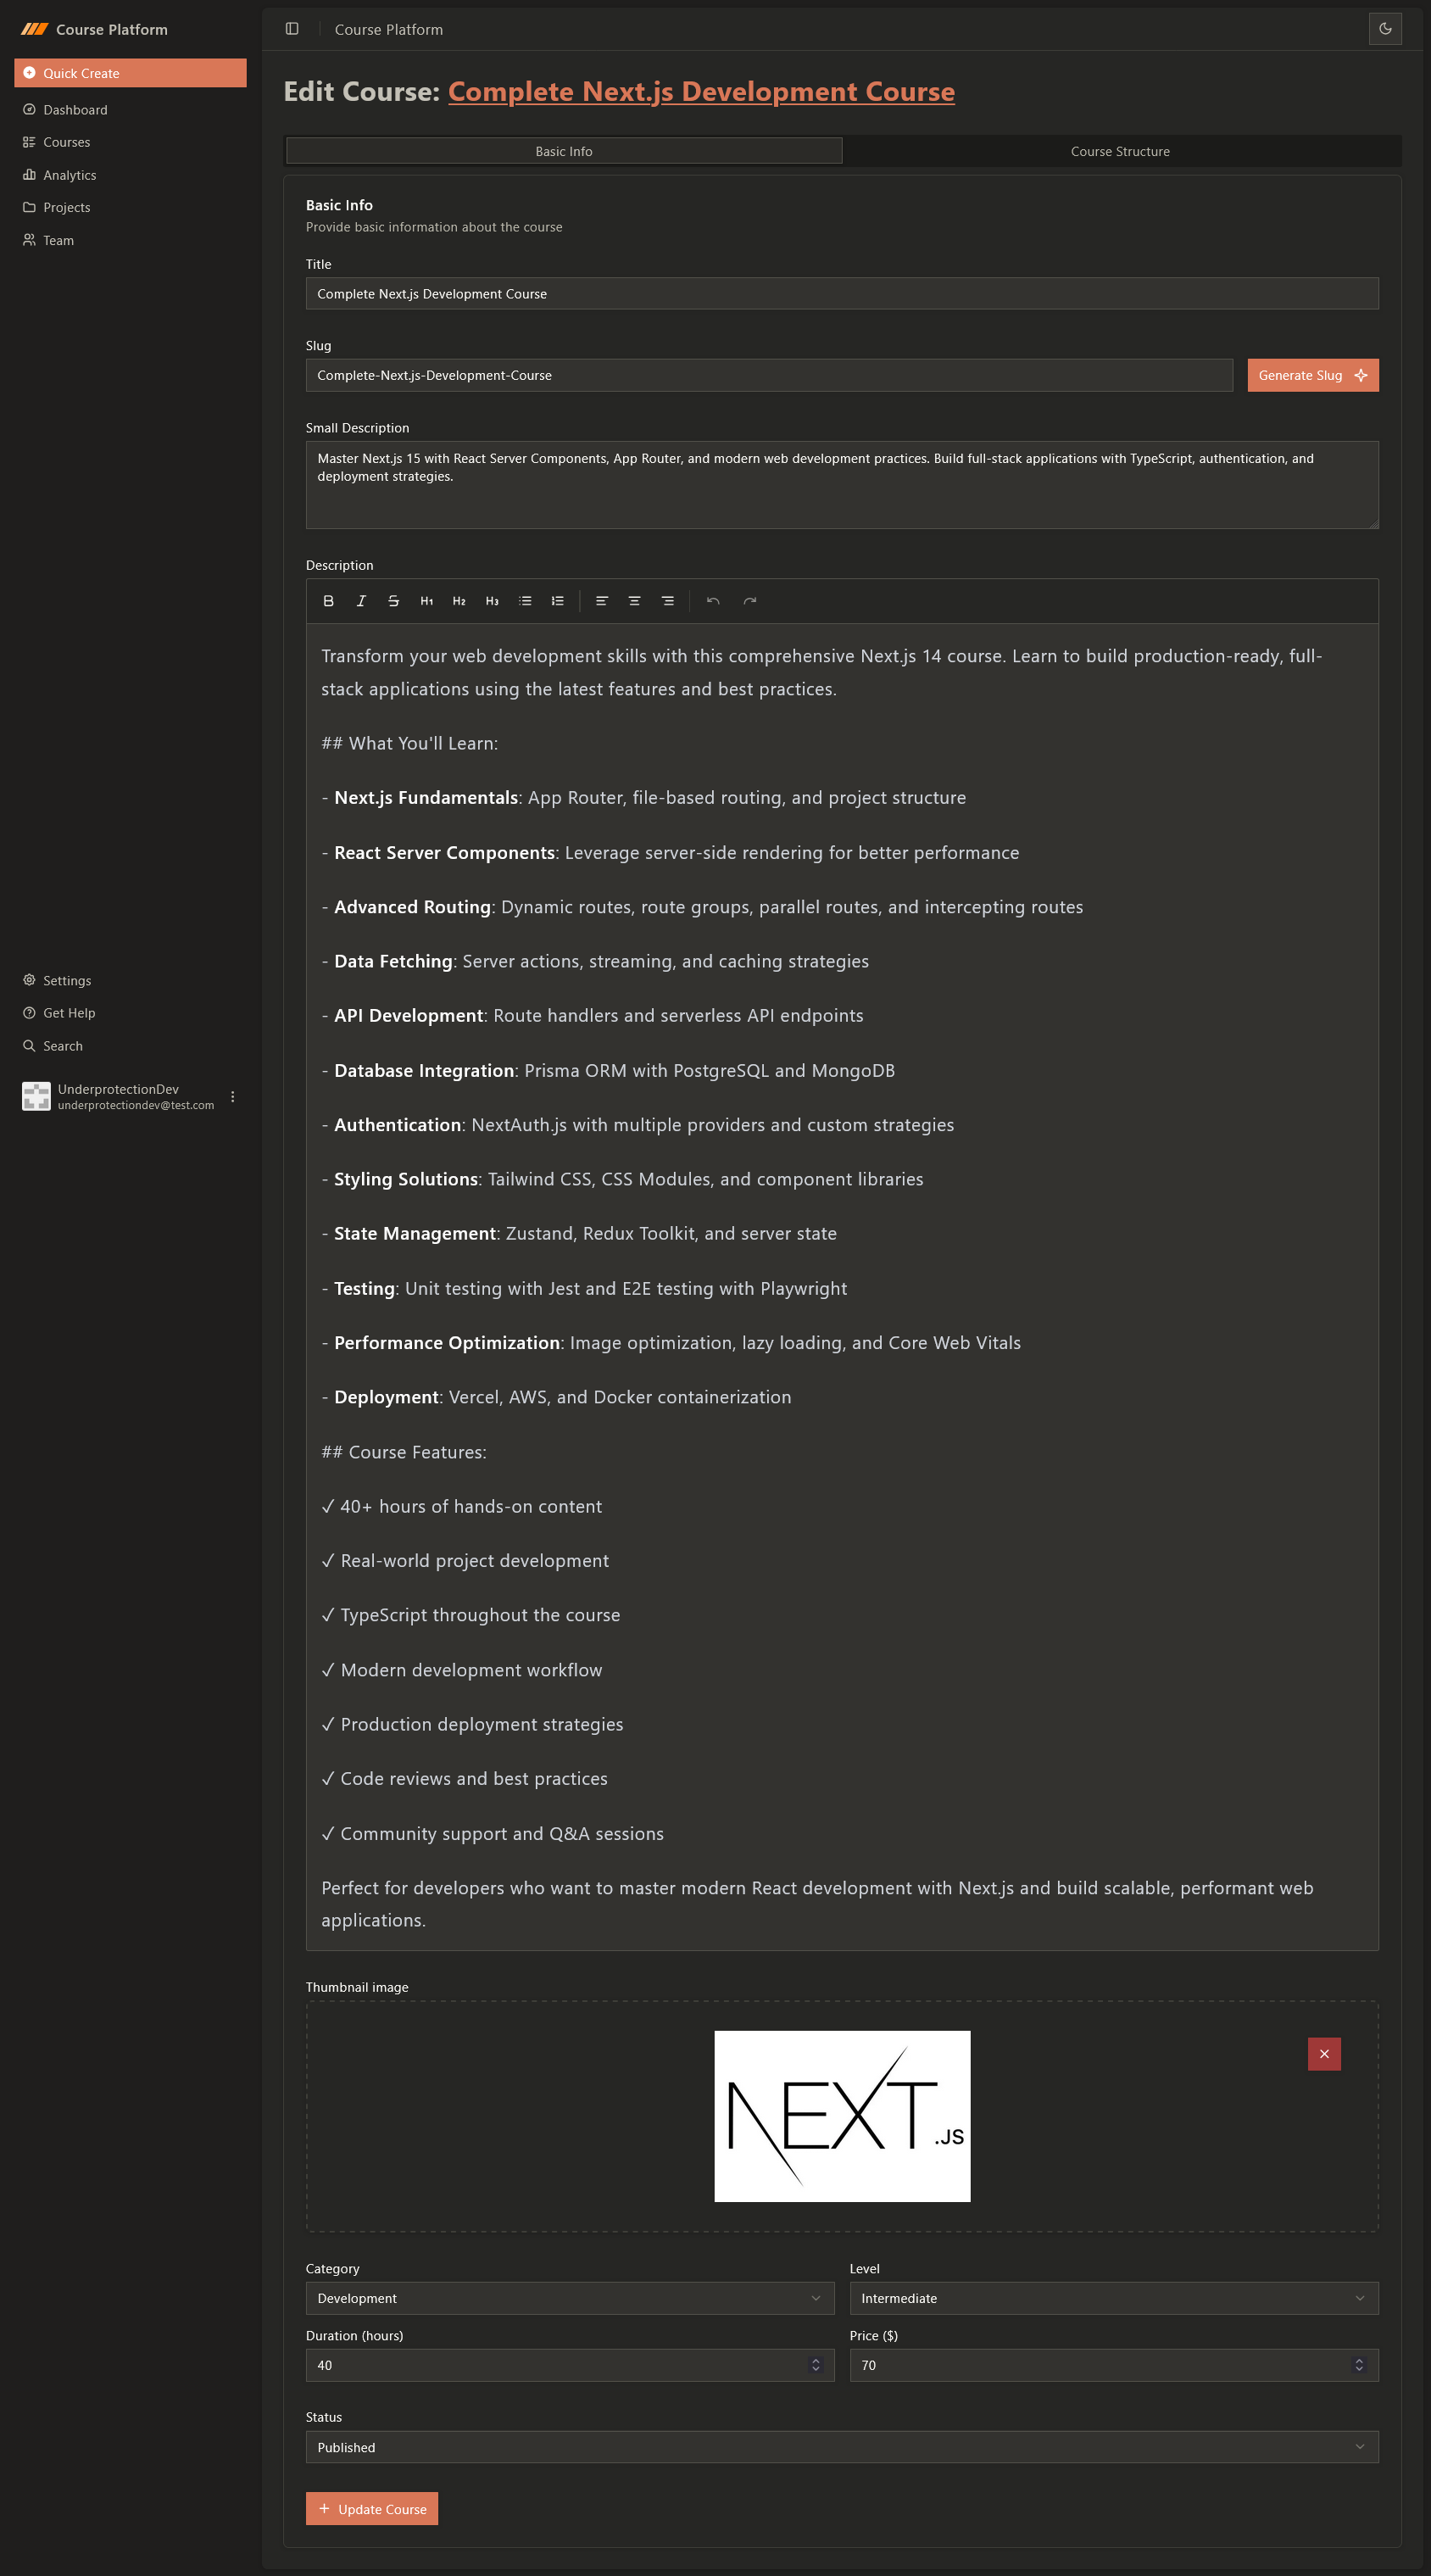 Course Platform
Quick Create
Dashboard
Courses
Analytics
Projects
Team
Settings
Get Help
Search
UnderprotectionDev
underprotectiondev@test.com
Course Platform
Edit Course: Complete Next.js Development Course
Basic Info
Course Structure
Basic Info
Provide basic information about the course
Title
Complete Next.js Development Course
Slug
Complete-Next.js-Development-Course
Generate Slug
Small Description
Master Next.js 15 with React Server Components, App Router, and modern web development practices. Build full-stack applications with TypeScript, authentication, and
deployment strategies.
Description
H1 H2 H3
Transform your web development skills with this comprehensive Next.js 14 course. Learn to build production-ready, full-
stack applications using the latest features and best practices.
## What You'll Learn:
- Next.js Fundamentals: App Router, file-based routing, and project structure
- React Server Components: Leverage server-side rendering for better performance
- Advanced Routing: Dynamic routes, route groups, parallel routes, and intercepting routes
- Data Fetching: Server actions, streaming, and caching strategies
- API Development: Route handlers and serverless API endpoints
- Database Integration: Prisma ORM with PostgreSQL and MongoDB
- Authentication: NextAuth.js with multiple providers and custom strategies
- Styling Solutions: Tailwind CSS, CSS Modules, and component libraries
- State Management: Zustand, Redux Toolkit, and server state
- Testing: Unit testing with Jest and E2E testing with Playwright
- Performance Optimization: Image optimization, lazy loading, and Core Web Vitals
- Deployment: Vercel, AWS, and Docker containerization
## Course Features:
✓ 40+ hours of hands-on content
✓ Real-world project development
✓ TypeScript throughout the course
✓ Modern development workflow
✓ Production deployment strategies
✓ Code reviews and best practices
✓ Community support and Q&A sessions
Perfect for developers who want to master modern React development with Next.js and build scalable, performant web
applications.
Thumbnail image
NEXT.JS
Category
Development
Level
Intermediate
Duration (hours)
40
Price ($)
70
Status
Published
Update Course